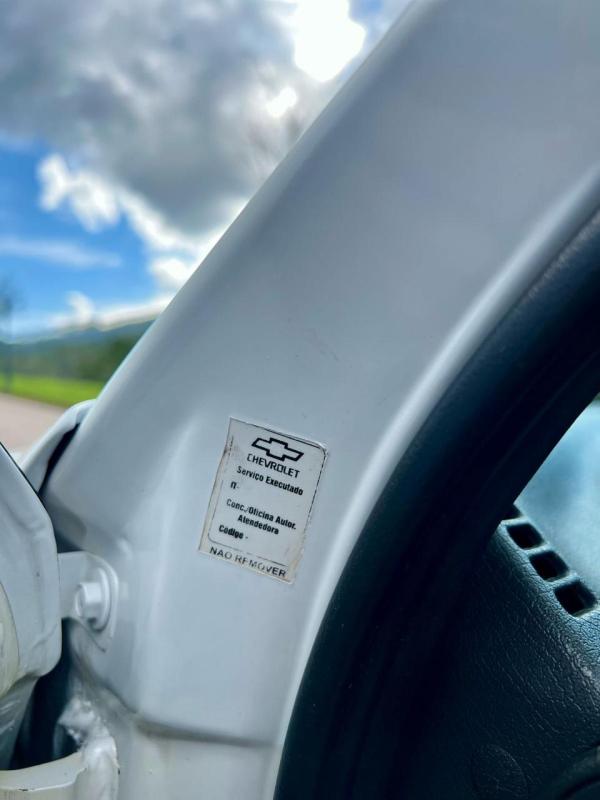 CHEVROLET
Serviço Executado
n:
Conc./Oficina Autor.
Atendedora
Código -
NÃO REMOVER